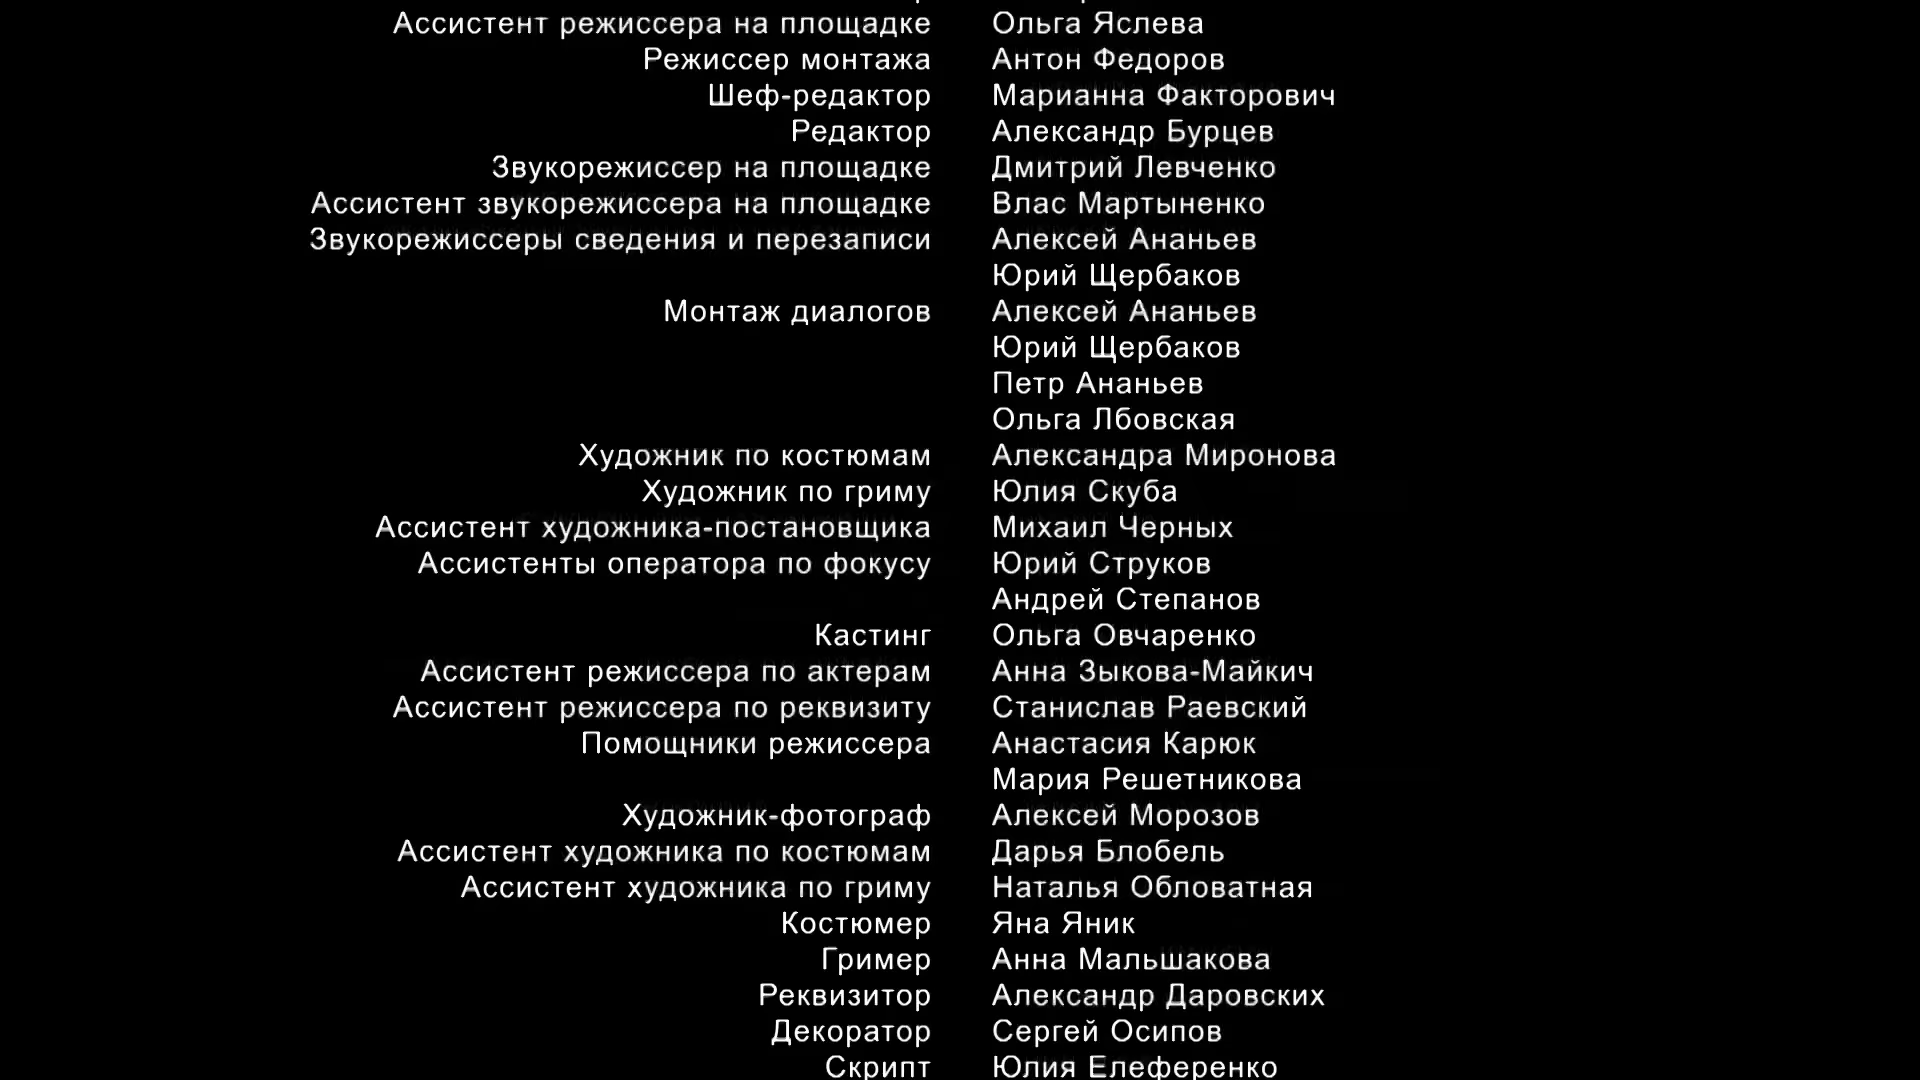 Ассистент режиссера на площадке Ольга Яслева
Режиссер монтажа Антон Федоров
Шеф-редактор Марианна Факторович
Редактор Александр Бурцев
Звукорежиссер на площадке Дмитрий Левченко
Ассистент звукорежиссера на площадке Влас Мартыненко
Звукорежиссеры сведения и перезаписи Алексей Ананьев
Юрий Щербаков
Монтаж диалогов Алексей Ананьев
Юрий Щербаков
Петр Ананьев
Ольга Лбовская
Художник по костюмам Александра Миронова
Художник по гриму Юлия Скуба
Ассистент художника-постановщика Михаил Черных
Ассистенты оператора по фокусу Юрий Струков
Андрей Степанов
Кастинг Ольга Овчаренко
Ассистент режиссера по актерам Анна Зыкова-Майкич
Ассистент режиссера по реквизиту Станислав Раевский
Помощники режиссера Анастасия Карюк
Мария Решетникова
Художник-фотограф Алексей Морозов
Ассистент художника по костюмам Дарья Блобель
Ассистент художника по гриму Наталья Обловатная
Костюмер Яна Яник
Гример Анна Мальшакова
Реквизитор Александр Даровских
Декоратор Сергей Осипов
Скрипт Юлия Елеференко